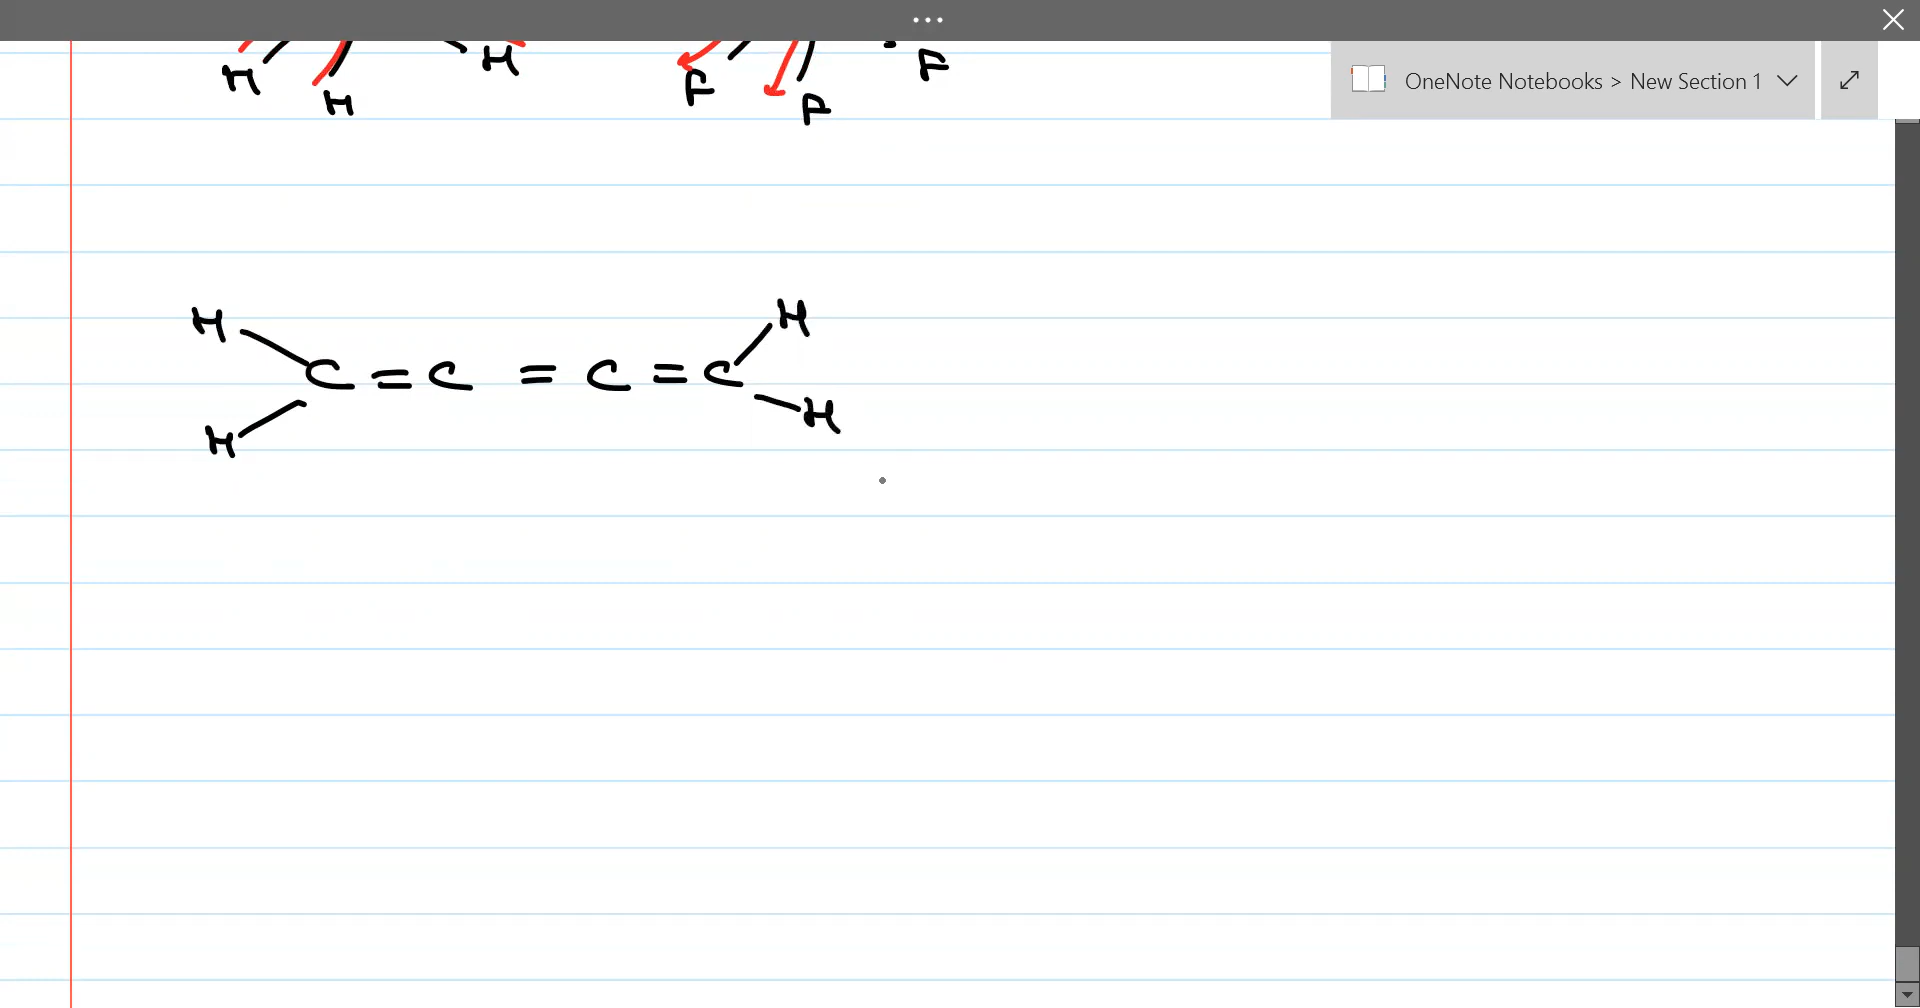 ...
H H F F
H F
OneNote Notebooks > New Section 1
H H
C = C = C = C
H H